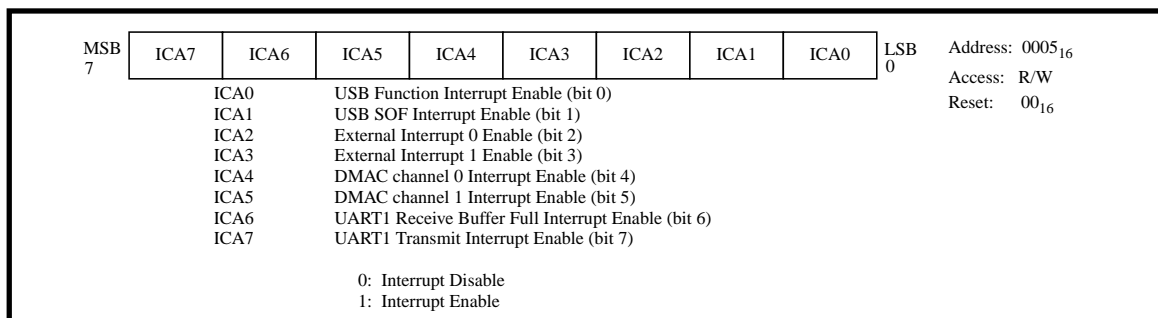 MSB ICA7 ICA6 ICA5 ICA4 ICA3 ICA2 ICA1 ICA0 LSB Address: 0005₁₆
7 0
Access: R/W
Reset: 00₁₆
ICA0 USB Function Interrupt Enable (bit 0)
ICA1 USB SOF Interrupt Enable (bit 1)
ICA2 External Interrupt 0 Enable (bit 2)
ICA3 External Interrupt 1 Enable (bit 3)
ICA4 DMAC channel 0 Interrupt Enable (bit 4)
ICA5 DMAC channel 1 Interrupt Enable (bit 5)
ICA6 UART1 Receive Buffer Full Interrupt Enable (bit 6)
ICA7 UART1 Transmit Interrupt Enable (bit 7)
0: Interrupt Disable
1: Interrupt Enable